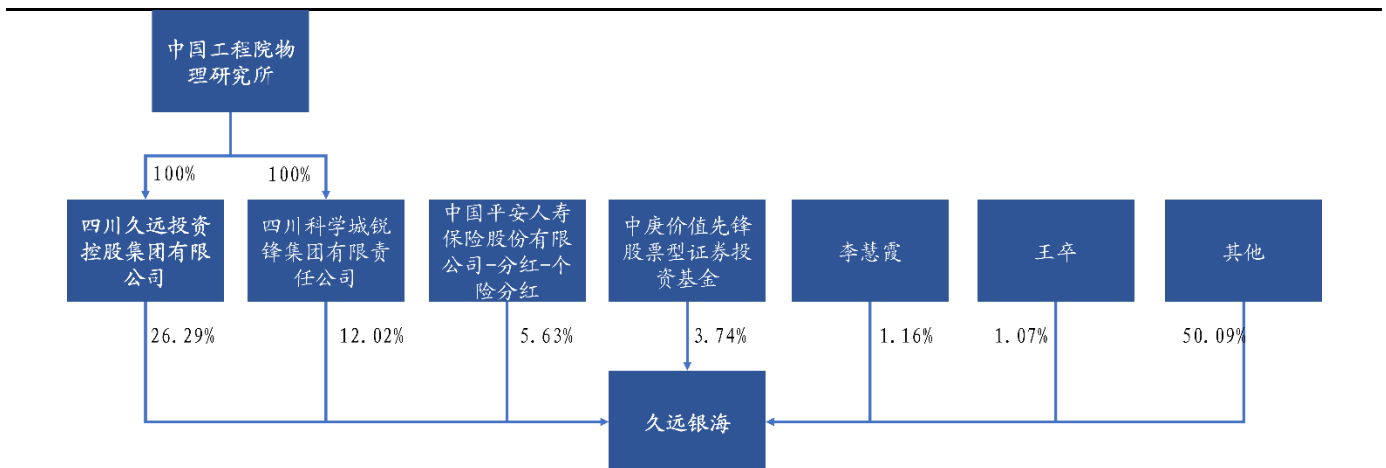 中国工程院物
理研究所
100%
100%
四川久远投资
控股集团有限
公司
四川科学城锐
锋集团有限责
任公司
中国平安人寿
保险股份有限
公司-分红-个
险分红
中庚价值先锋
股票型证券投
资基金
李慧霞
王卒
其他
26.29%
12.02%
5.63%
3.74%
1.16%
1.07%
50.09%
久远银海